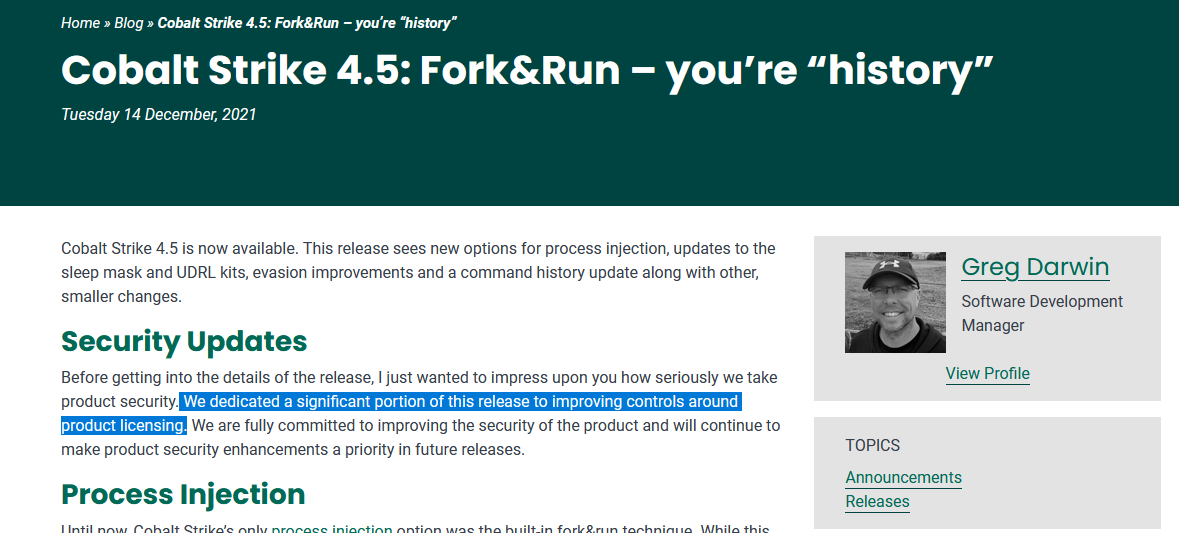 Home » Blog » Cobalt Strike 4.5: Fork&Run – you’re “history”
Cobalt Strike 4.5: Fork&Run – you’re “history”
Tuesday 14 December, 2021
Cobalt Strike 4.5 is now available. This release sees new options for process injection, updates to the
sleep mask and UDRL kits, evasion improvements and a command history update along with other,
smaller changes.
Security Updates
Before getting into the details of the release, I just wanted to impress upon you how seriously we take
product security. We dedicated a significant portion of this release to improving controls around
product licensing. We are fully committed to improving the security of the product and will continue to
make product security enhancements a priority in future releases.
Process Injection
Until now, Cobalt Strike’s only process injection option was the built-in fork&run technique. While this
Greg Darwin
Software Development
Manager
View Profile
TOPICS
Announcements
Releases